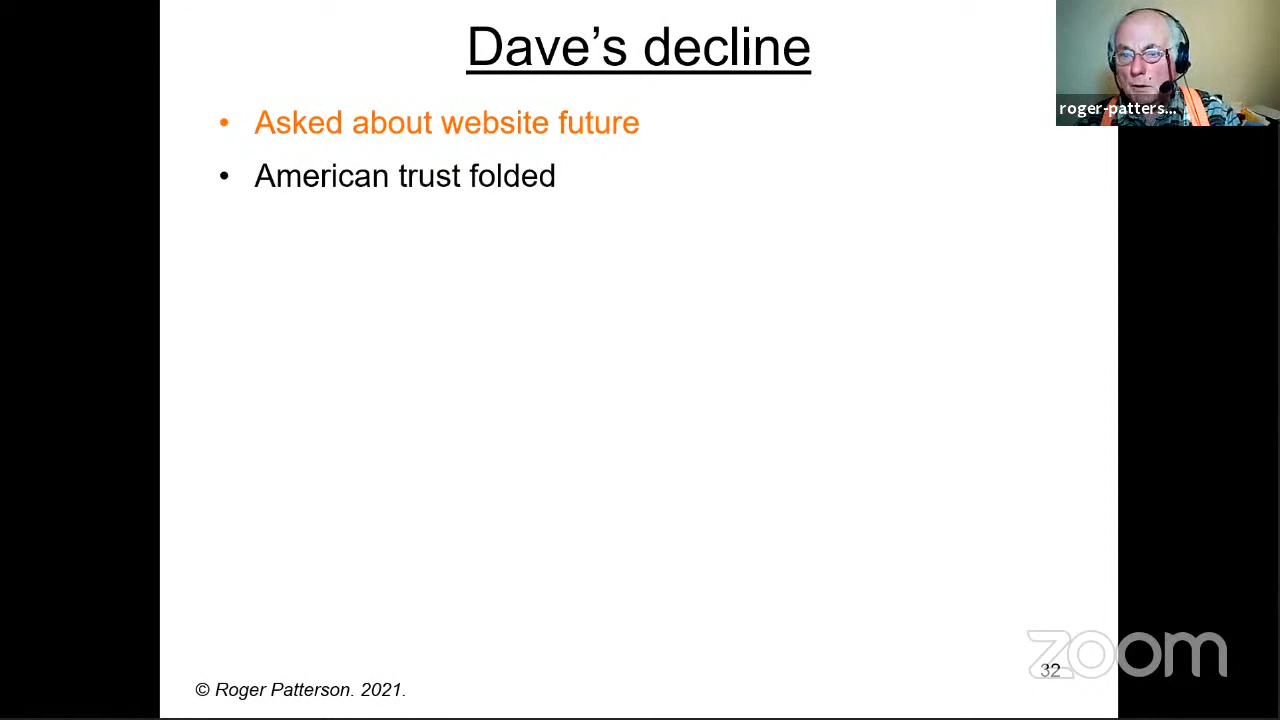 Dave's decline
roger-patters...
• Asked about website future
• American trust folded
zoom
32
© Roger Patterson. 2021.